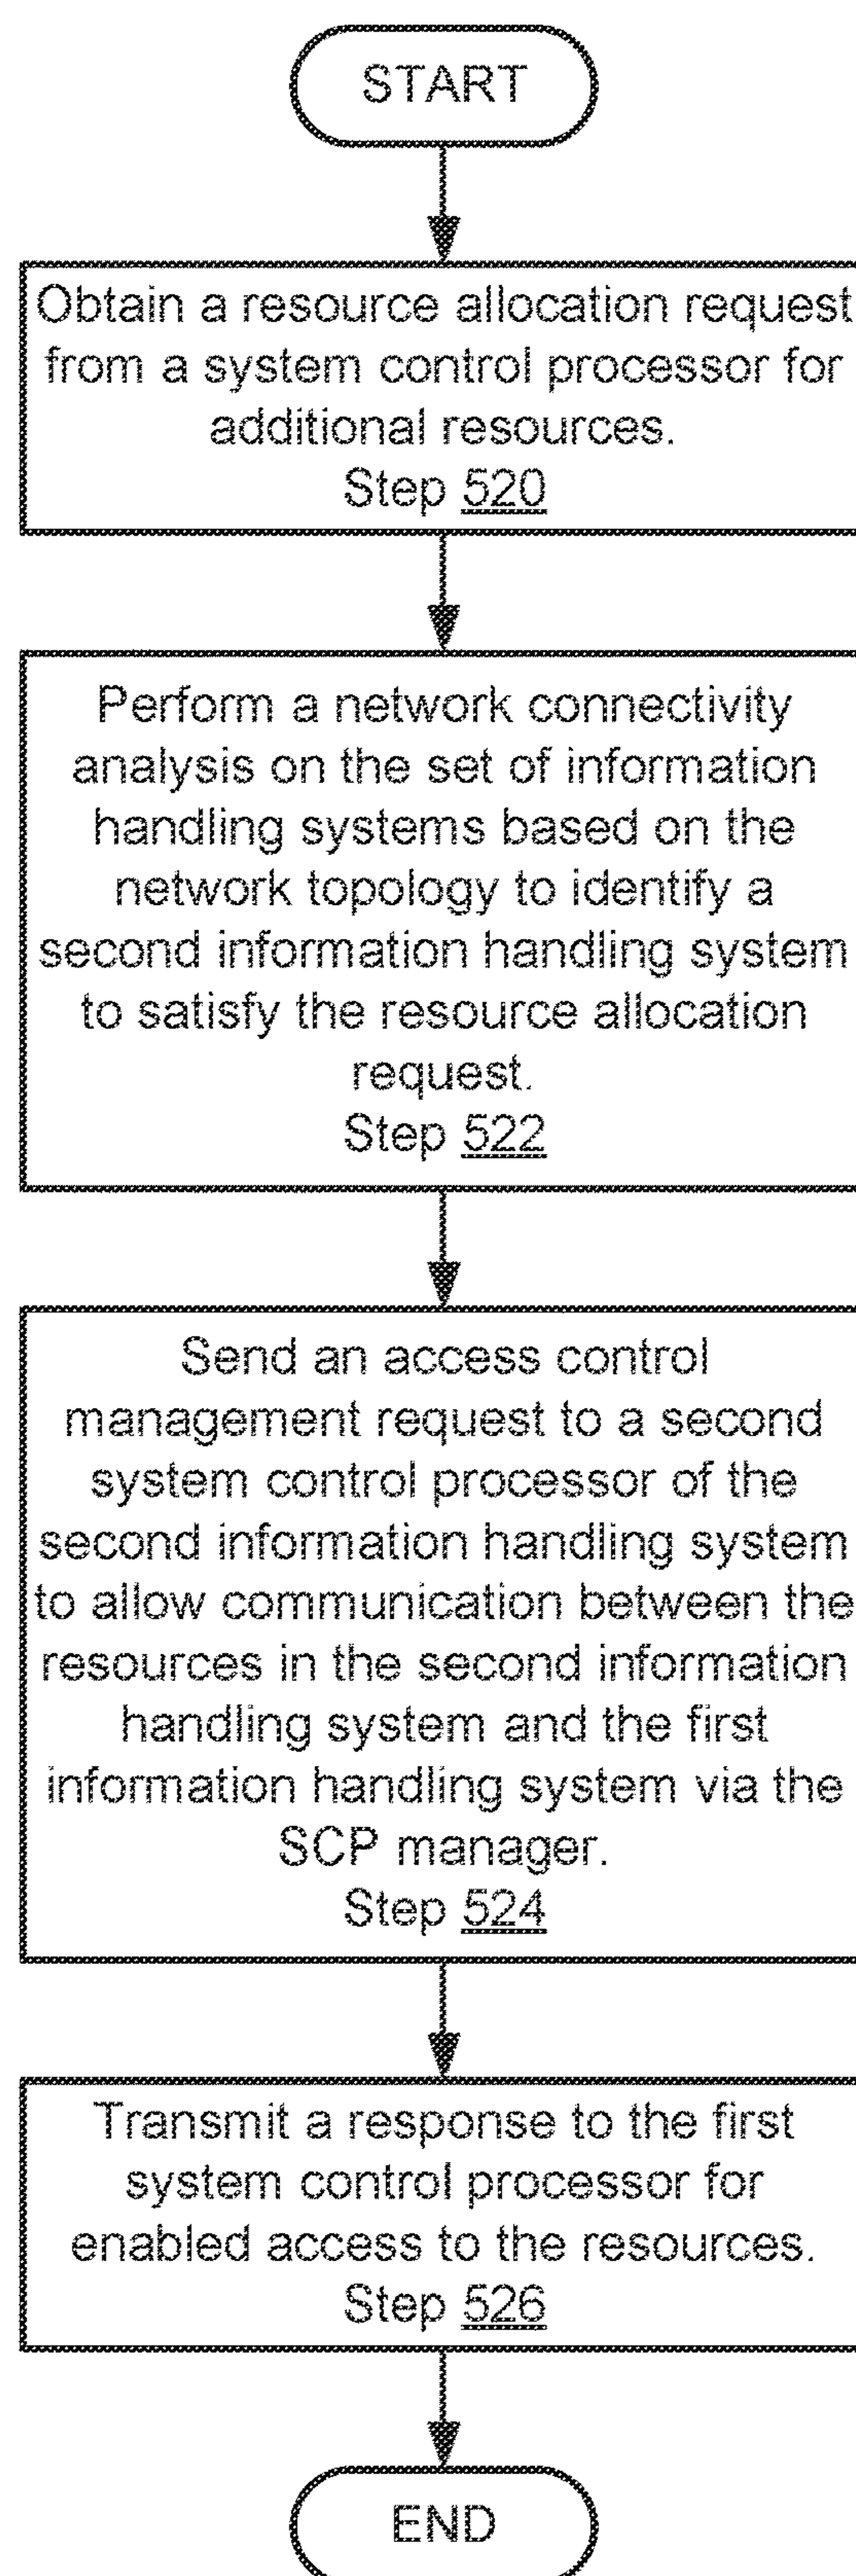 START
Obtain a resource allocation request
from a system control processor for
additional resources.
Step 520
Perform a network connectivity
analysis on the set of information
handling systems based on the
network topology to identify a
second information handling system
to satisfy the resource allocation
request.
Step 522
Send an access control
management request to a second
system control processor of the
second information handling system
to allow communication between the
resources in the second information
handling system and the first
information handling system via the
SCP manager.
Step 524
Transmit a response to the first
system control processor for
enabled access to the resources.
Step 526
END